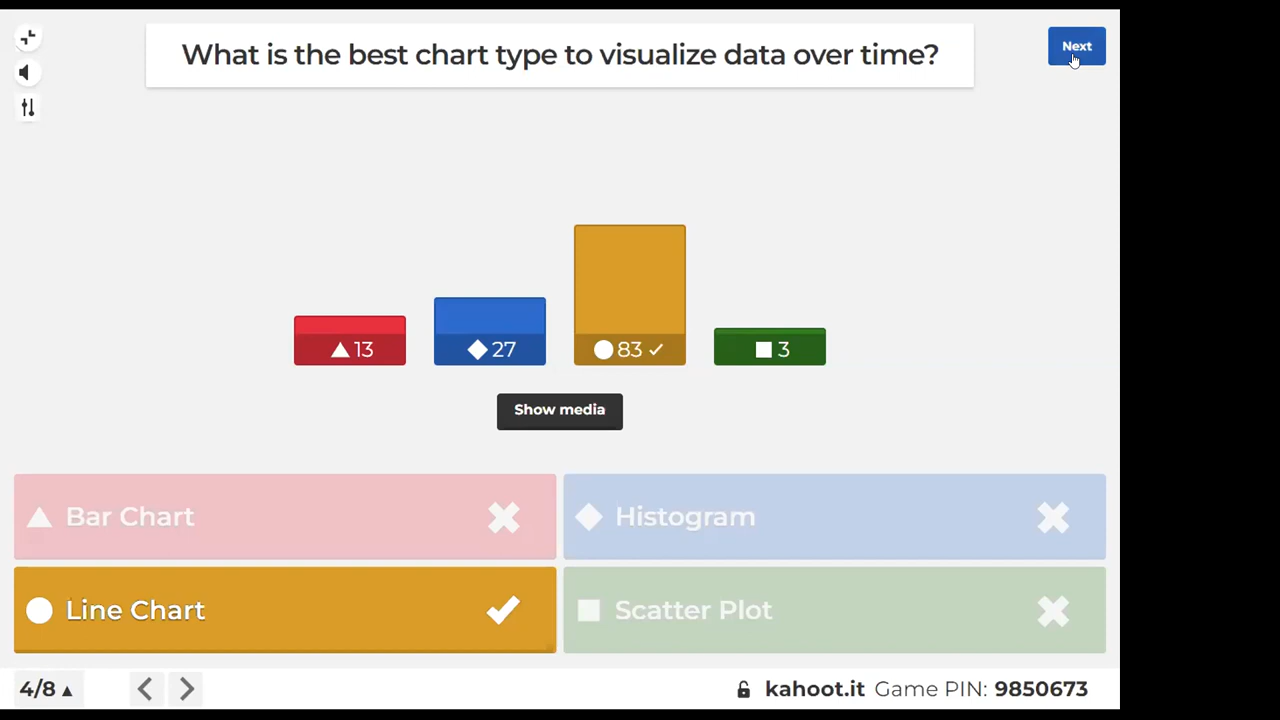 What is the best chart type to visualize data over time?
Next
13
27
83
3
Show media
Bar Chart
Histogram
Line Chart
Scatter Plot
4/8
kahoot.it Game PIN: 9850673